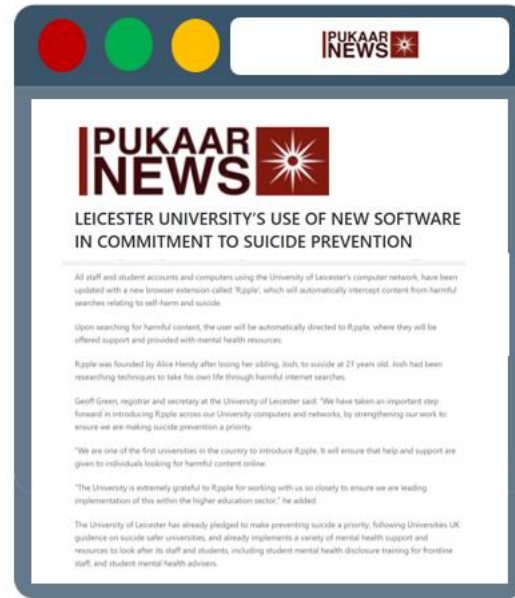 PUKAAR
NEWS
PUKAAR
NEWS
LEICESTER UNIVERSITY'S USE OF NEW SOFTWARE
IN COMMITMENT TO SUICIDE PREVENTION
All staff and student accounts and computers using the University of Leicester's computer network, have been
updated with a new browser extension called 'R;pple', which will automatically intercept content from harmful
searches relating to self-harm and suicide.
Upon searching for harmful content, the user will be automatically directed to R;pple, where they will be
offered support and provided with mental health resources.
R;pple was founded by Alice Hendy after losing her sibling, Josh, to suicide at 21 years old. Josh had been
researching techniques to take his own life through harmful internet searches.
Geoff Green, registrar and secretary at the University of Leicester said: "We have taken an important step
forward in introducing R;pple across our University computers and networks, by strengthening our work to
ensure we are making suicide prevention a priority.
"We are one of the first universities in the country to introduce R;pple. It will ensure that help and support are
given to individuals looking for harmful content online.
"The University is extremely grateful to R;pple for working with us so closely to ensure we are leading
implementation of this within the higher education sector," he added.
The University of Leicester has already pledged to make preventing suicide a priority, following Universities UK
guidance on suicide safer universities, and already implements a variety of mental health support and
resources to look after its staff and students, including student mental health disclosure training for frontline
staff, and student mental health advisers.